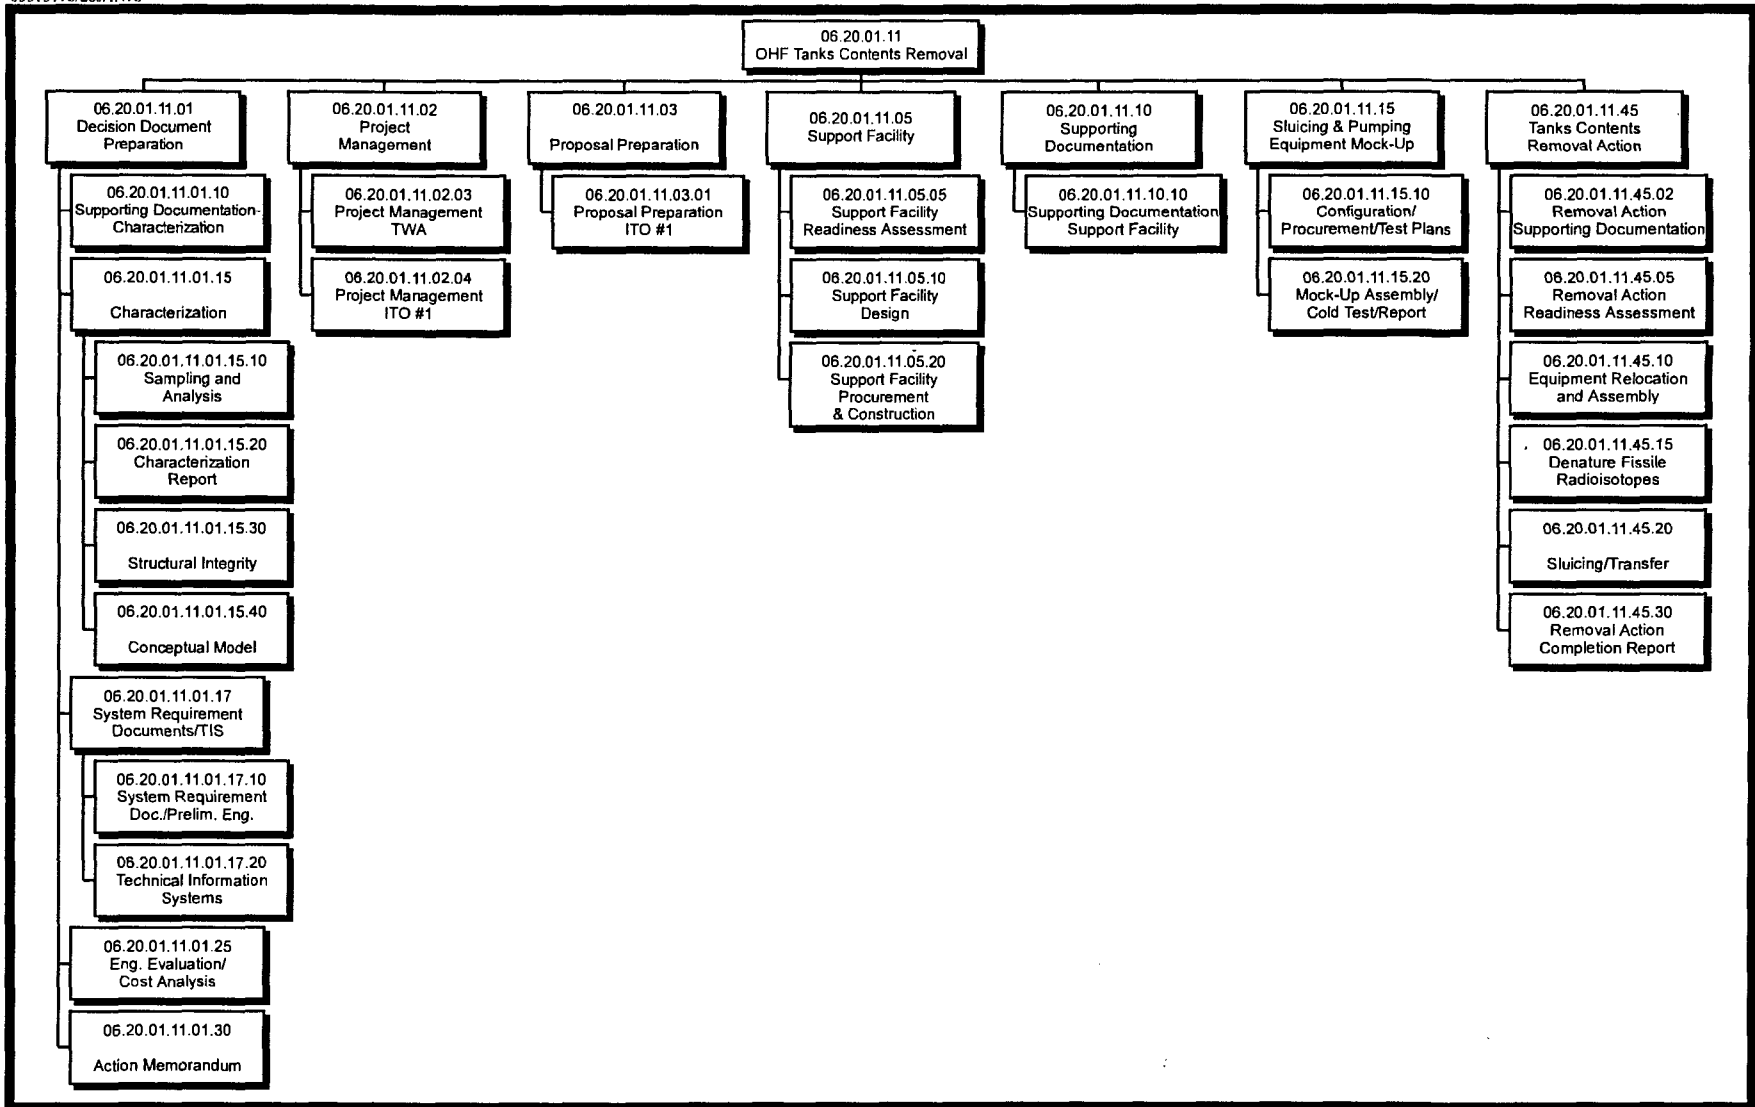 06.20.01.11
OHF Tanks Contents Removal
06.20.01.11.01
Decision Document
Preparation
06.20.01.11.01.10
Supporting Documentation-
Characterization
06.20.01.11.01.15
Characterization
06.20.01.11.01.15.10
Sampling and
Analysis
06.20.01.11.01.15.20
Characterization
Report
06.20.01.11.01.15.30
Structural Integrity
06.20.01.11.01.15.40
Conceptual Model
06.20.01.11.01.17
System Requirement
Documents/TIS
06.20.01.11.01.17.10
System Requirement
Doc./Prelim. Eng.
06.20.01.11.01.17.20
Technical Information
Systems
06.20.01.11.01.25
Eng. Evaluation/
Cost Analysis
06.20.01.11.01.30
Action Memorandum
06.20.01.11.02
Project
Management
06.20.01.11.02.03
Project Management
TWA
06.20.01.11.02.04
Project Management
ITO #1
06.20.01.11.03
Proposal Preparation
06.20.01.11.03.01
Proposal Preparation
ITO #1
06.20.01.11.05
Support Facility
06.20.01.11.05.05
Support Facility
Readiness Assessment
06.20.01.11.05.10
Support Facility
Design
06.20.01.11.05.20
Support Facility
Procurement
& Construction
06.20.01.11.10
Supporting
Documentation
06.20.01.11.10.10
Supporting Documentation
Support Facility
06.20.01.11.15
Sluicing & Pumping
Equipment Mock-Up
06.20.01.11.15.10
Configuration/
Procurement/Test Plans
06.20.01.11.15.20
Mock-Up Assembly/
Cold Test/Report
06.20.01.11.45
Tanks Contents
Removal Action
06.20.01.11.45.02
Removal Action
Supporting Documentation
06.20.01.11.45.05
Removal Action
Readiness Assessment
06.20.01.11.45.10
Equipment Relocation
and Assembly
06.20.01.11.45.15
Denature Fissile
Radioisotopes
06.20.01.11.45.20
Sluicing/Transfer
06.20.01.11.45.30
Removal Action
Completion Report